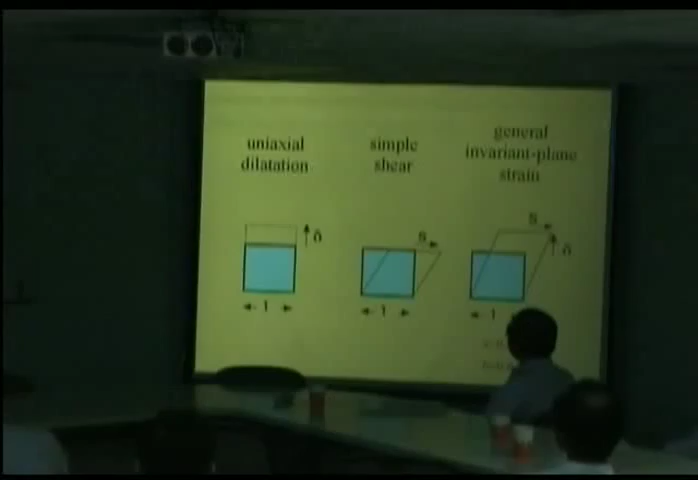 uniaxial
dilatation
simple
shear
general
invariant-plane
strain
δ
s
s
δ
1
1
1